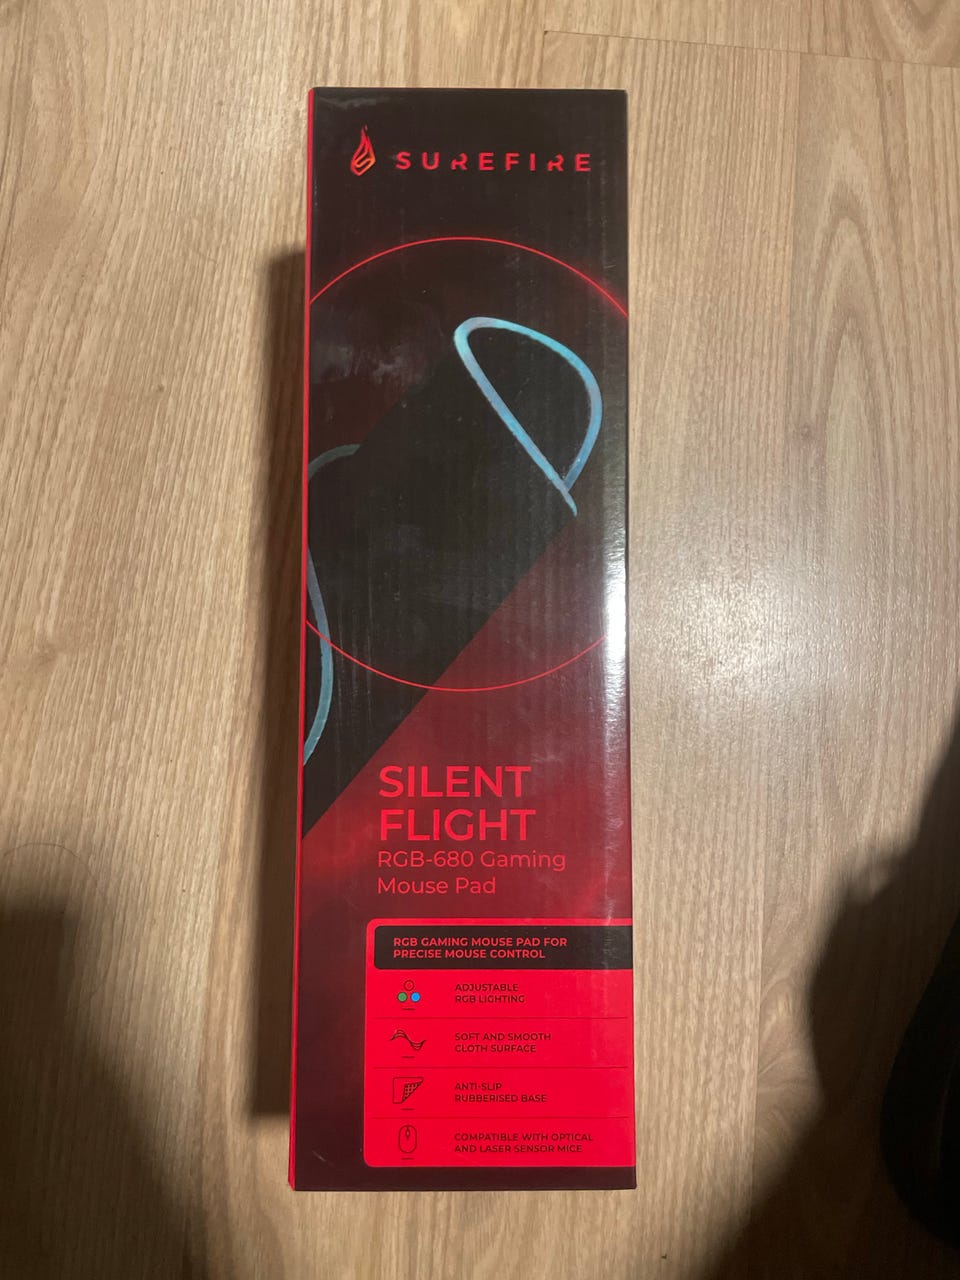 SUREFIRE
SILENT
FLIGHT
RGB-680 Gaming
Mouse Pad
RGB GAMING MOUSE PAD FOR
PRECISE MOUSE CONTROL
ADJUSTABLE
RGB LIGHTING
SOFT AND SMOOTH
CLOTH SURFACE
ANTI-SLIP
RUBBERISED BASE
COMPATIBLE WITH OPTICAL
AND LASER SENSOR MICE